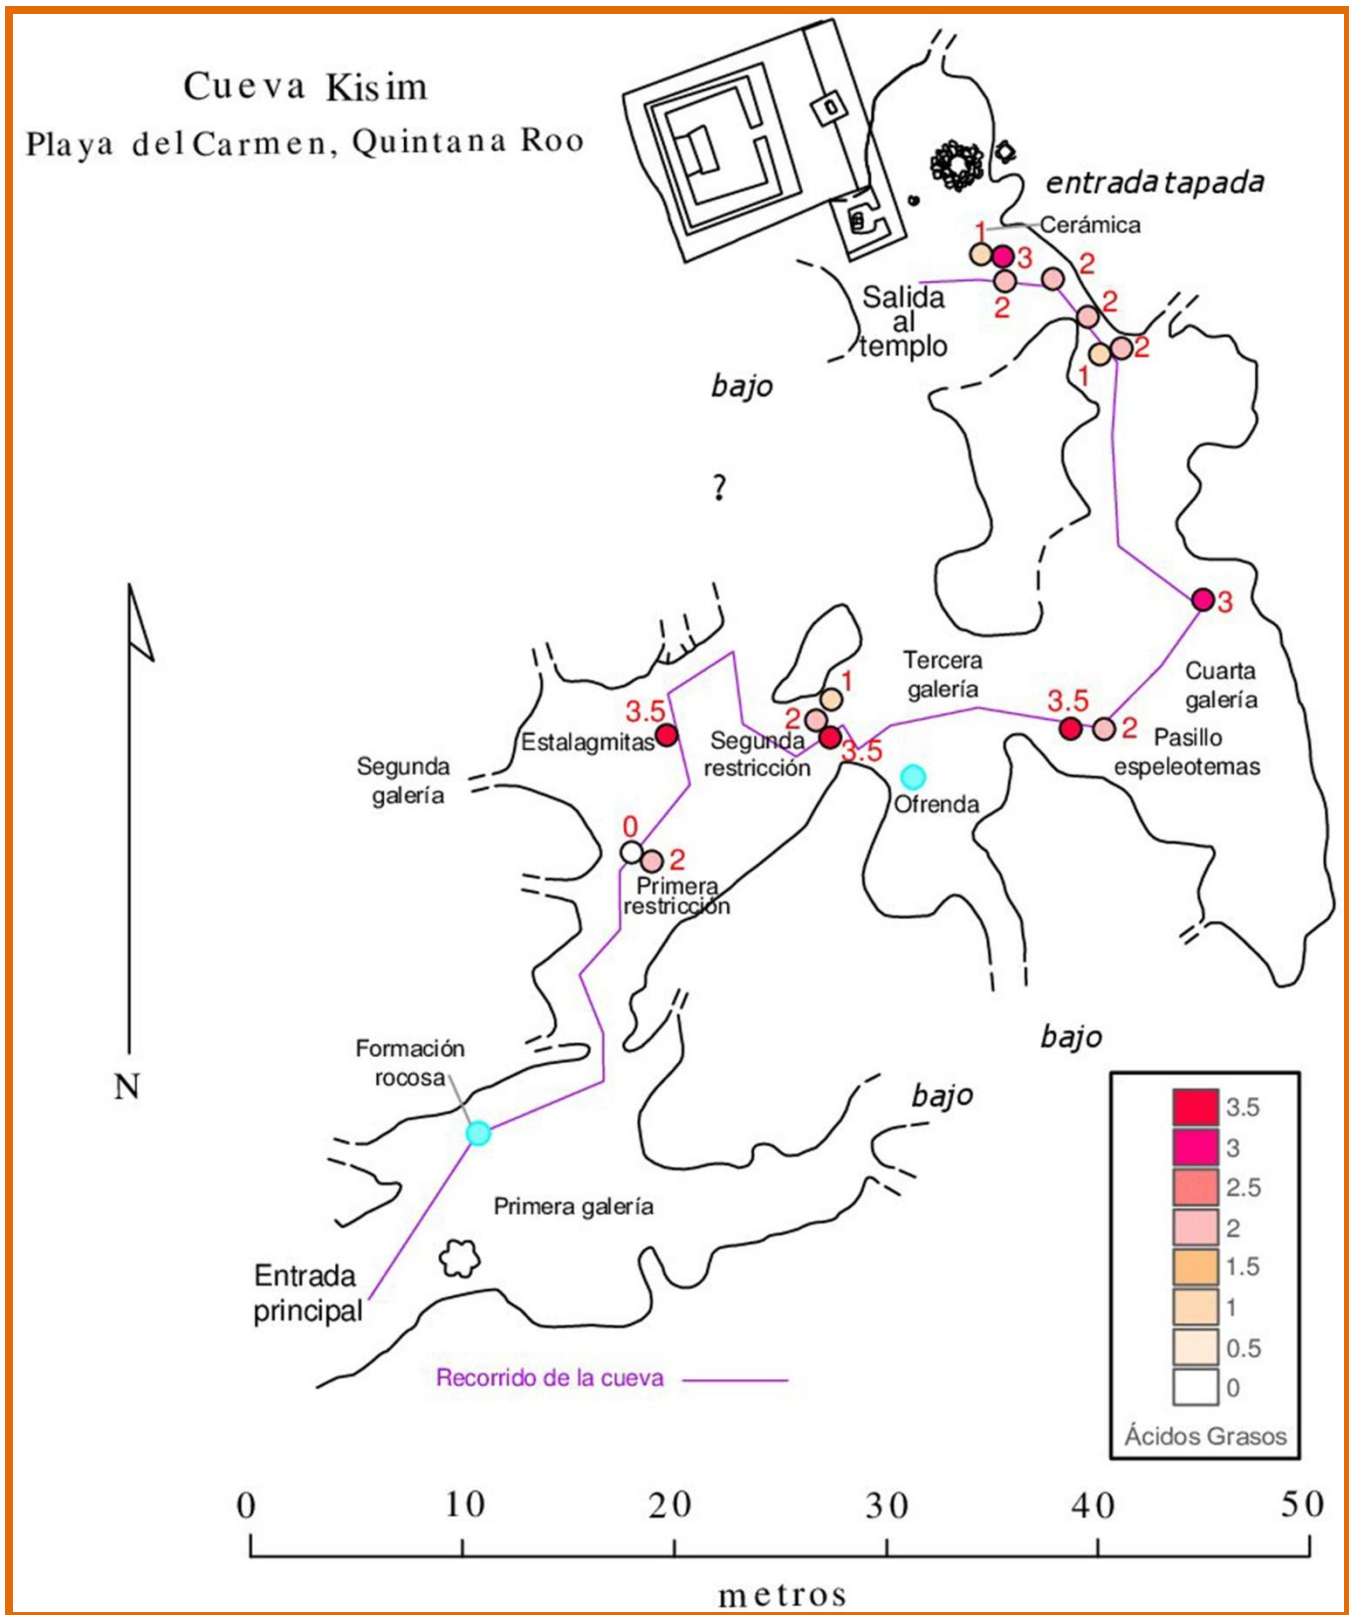 Cueva Kisim
Playa del Carmen, Quintana Roo
entrada tapada
Cerámica
1
3
2
2
2
2
1
Salida
al
templo
bajo
?
Tercera
galería
Cuarta
galería
3
1
2
3.5
3.5
2
3.5
Estalagmitas
Segunda
restricción
Pasillo
espeleotemas
Segunda
galería
Ofrenda
0
2
Primera
restricción
Formación
rocosa
bajo
bajo
N
Primera galería
Entrada
principal
Recorrido de la cueva
3.5
3
2.5
2
1.5
1
0.5
0
Ácidos Grasos
0 10 20 30 40 50
metros